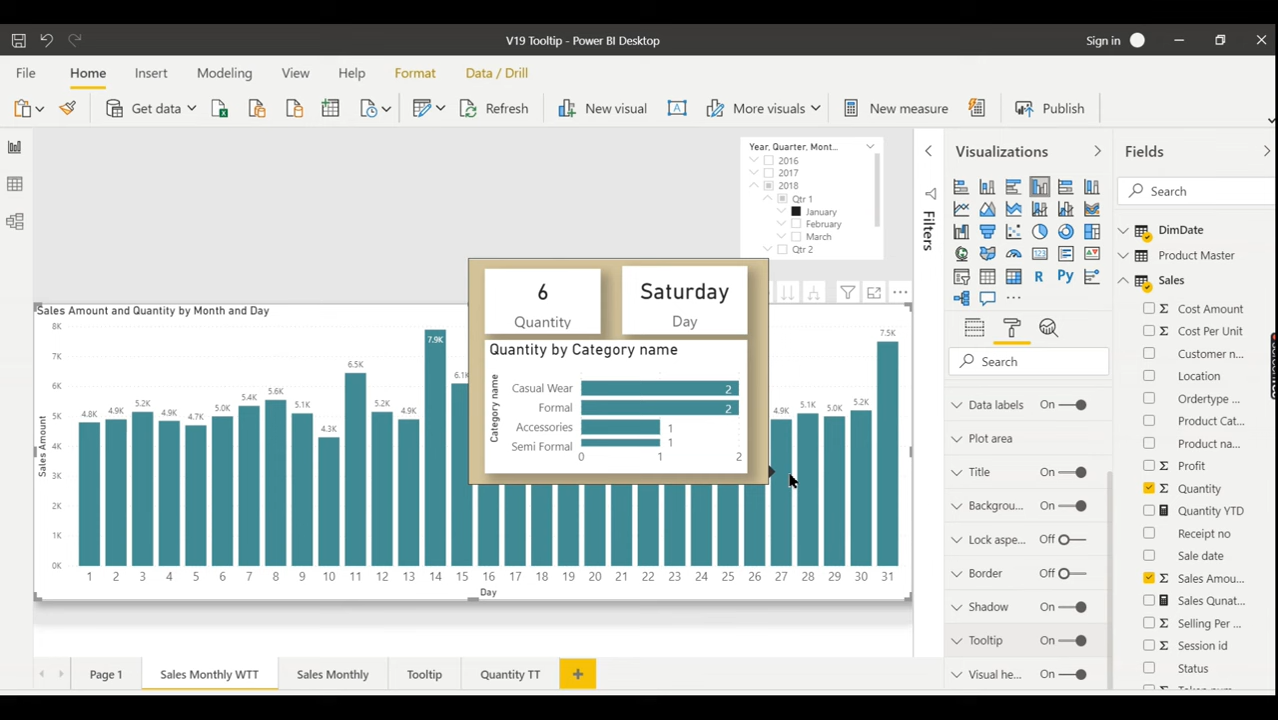 V19 Tooltip - Power BI Desktop
Sign in
File Home Insert Modeling View Help Format Data / Drill
Get data Refresh New visual More visuals New measure Publish
Year, Quarter, Mont...
2016
2017
2018
Qtr 1
January
February
March
Qtr 2
Filters
Sales Amount and Quantity by Month and Day
Sales Amount
8K
7K
6K
5K
4K
3K
2K
1K
0K
4.8K 4.9K 5.2K 4.9K 4.7K 5.0K 5.4K 5.6K 5.1K 4.3K 6.5K 5.2K 4.9K 7.9K 6.1K 4.9K 5.1K 5.0K 5.2K 7.5K
1 2 3 4 5 6 7 8 9 10 11 12 13 14 15 16 17 18 19 20 21 22 23 24 25 26 27 28 29 30 31
Day
6
Quantity
Saturday
Day
Quantity by Category name
Category name
Casual Wear 2
Formal 2
Accessories 1
Semi Formal 1
0 1 2
Visualizations
R Py
Search
Data labels On
Plot area
Title On
Backgrou... On
Lock aspe... Off
Border Off
Shadow On
Tooltip On
Visual he... On
Fields
Search
DimDate
Product Master
Sales
Cost Amount
Cost Per Unit
Customer n...
Location
Ordertype ...
Product Cat...
Product na...
Profit
Quantity
Quantity YTD
Receipt no
Sale date
Sales Amou...
Sales Qunat...
Selling Per ...
Session id
Status
Page 1 Sales Monthly WTT Sales Monthly Tooltip Quantity TT